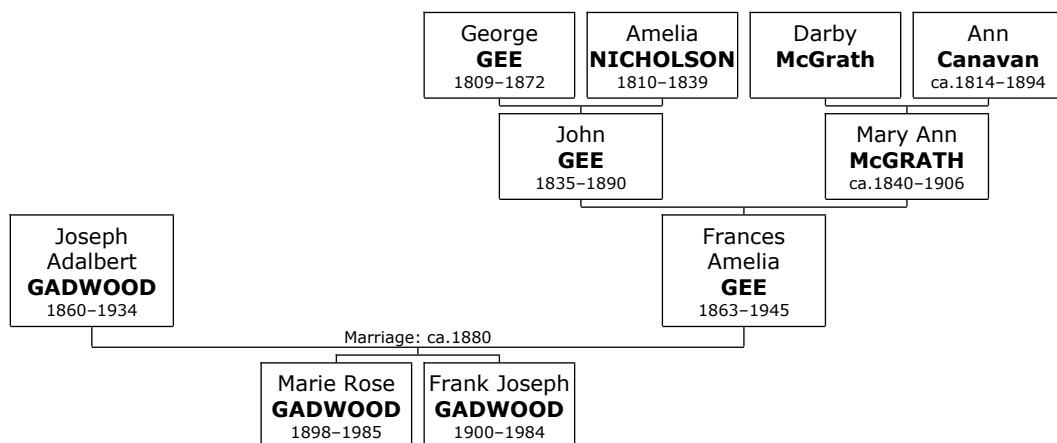 George
GEE
1809–1872
Amelia
NICHOLSON
1810–1839
Darby
McGrath
Ann
Canavan
ca.1814–1894
John
GEE
1835–1890
Mary Ann
McGRATH
ca.1840–1906
Joseph
Adalbert
GADWOOD
1860–1934
Frances
Amelia
GEE
1863–1945
Marriage: ca.1880
Marie Rose
GADWOOD
1898–1985
Frank Joseph
GADWOOD
1900–1984